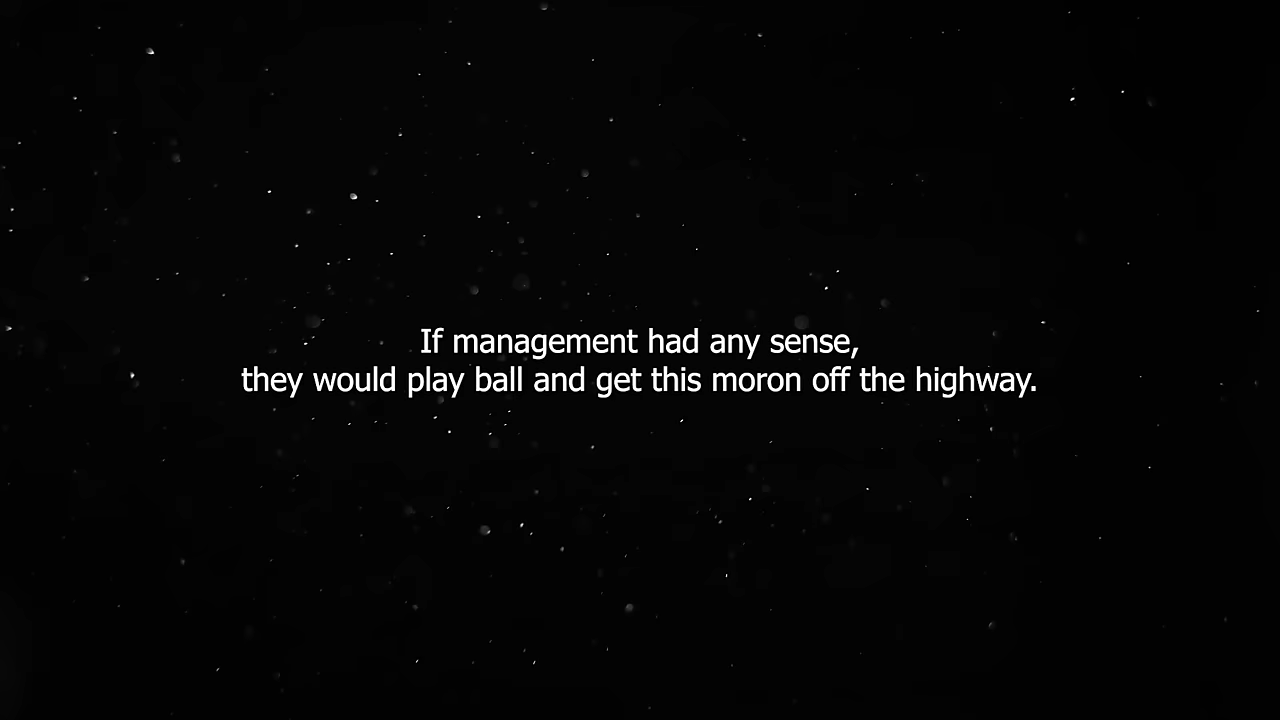 If management had any sense,
they would play ball and get this moron off the highway.